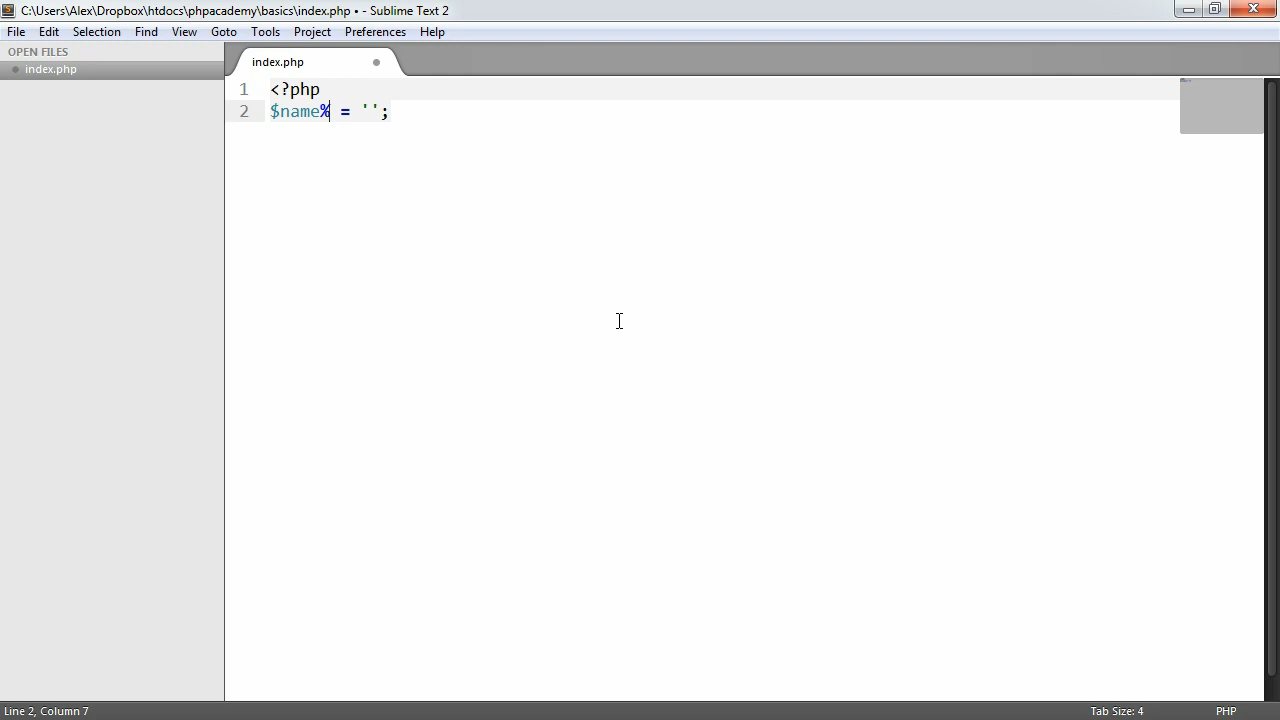 C:\Users\Alex\Dropbox\htdocs\phpacademy\basics\index.php • - Sublime Text 2
File Edit Selection Find View Goto Tools Project Preferences Help
OPEN FILES
index.php
index.php
1 <?php
2 $name% = '';
Line 2, Column 7
Tab Size: 4
PHP